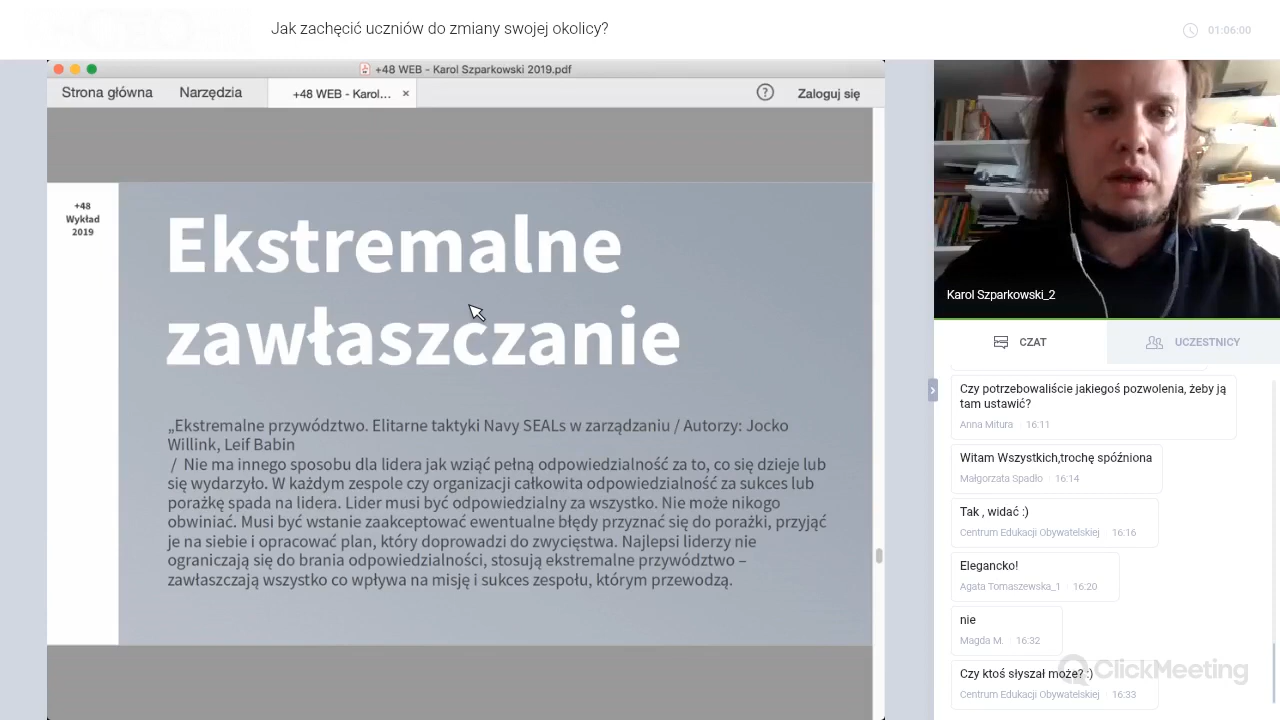 Jak zachęcić uczniów do zmiany swojej okolicy?
01:06:00
+48 WEB - Karol Szparkowski 2019.pdf
Strona główna
Narzędzia
+48 WEB - Karol... ×
?
Zaloguj się
+48
Wykład
2019
Ekstremalne
zawłaszczanie
„Ekstremalne przywództwo. Elitarne taktyki Navy SEALs w zarządzaniu / Autorzy: Jocko
Willink, Leif Babin
/ Nie ma innego sposobu dla lidera jak wziąć pełną odpowiedzialność za to, co się dzieje lub
się wydarzyło. W każdym zespole czy organizacji całkowita odpowiedzialność za sukces lub
porażkę spada na lidera. Lider musi być odpowiedzialny za wszystko. Nie może nikogo
obwiniać. Musi być wstanie zaakceptować ewentualne błędy przyznać się do porażki, przyjąć
je na siebie i opracować plan, który doprowadzi do zwycięstwa. Najlepsi liderzy nie
ograniczają się do brania odpowiedzialności, stosują ekstremalne przywództwo –
zawłaszczają wszystko co wpływa na misję i sukces zespołu, którym przewodzą.
Karol Szparkowski_2
CZAT
UCZESTNICY
Czy potrzebowaliście jakiegoś pozwolenia, żeby ją
tam ustawić?
Anna Mitura · 16:11
Witam Wszystkich,trochę spóźniona
Małgorzata Spadło · 16:14
Tak , widać :)
Centrum Edukacji Obywatelskiej · 16:16
Elegancko!
Agata Tomaszewska_1 · 16:20
nie
Magda M. · 16:32
Czy ktoś słyszał może? :)
Centrum Edukacji Obywatelskiej · 16:33
ClickMeeting